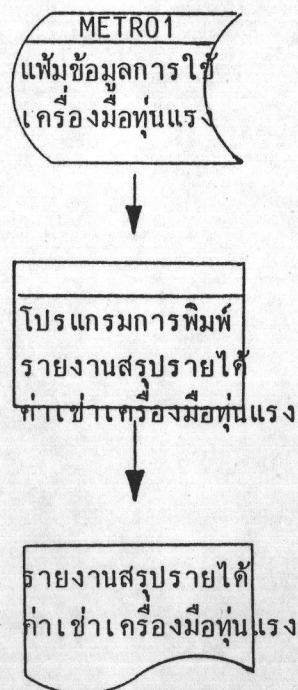 METRO1
แฟ้มข้อมูลการใช้
เครื่องมือทุ่นแรง
โปรแกรมการพิมพ์
รายงานสรุปรายได้
ค่าเช่าเครื่องมือทุ่นแรง
รายงานสรุปรายได้
ค่าเช่าเครื่องมือทุ่นแรง